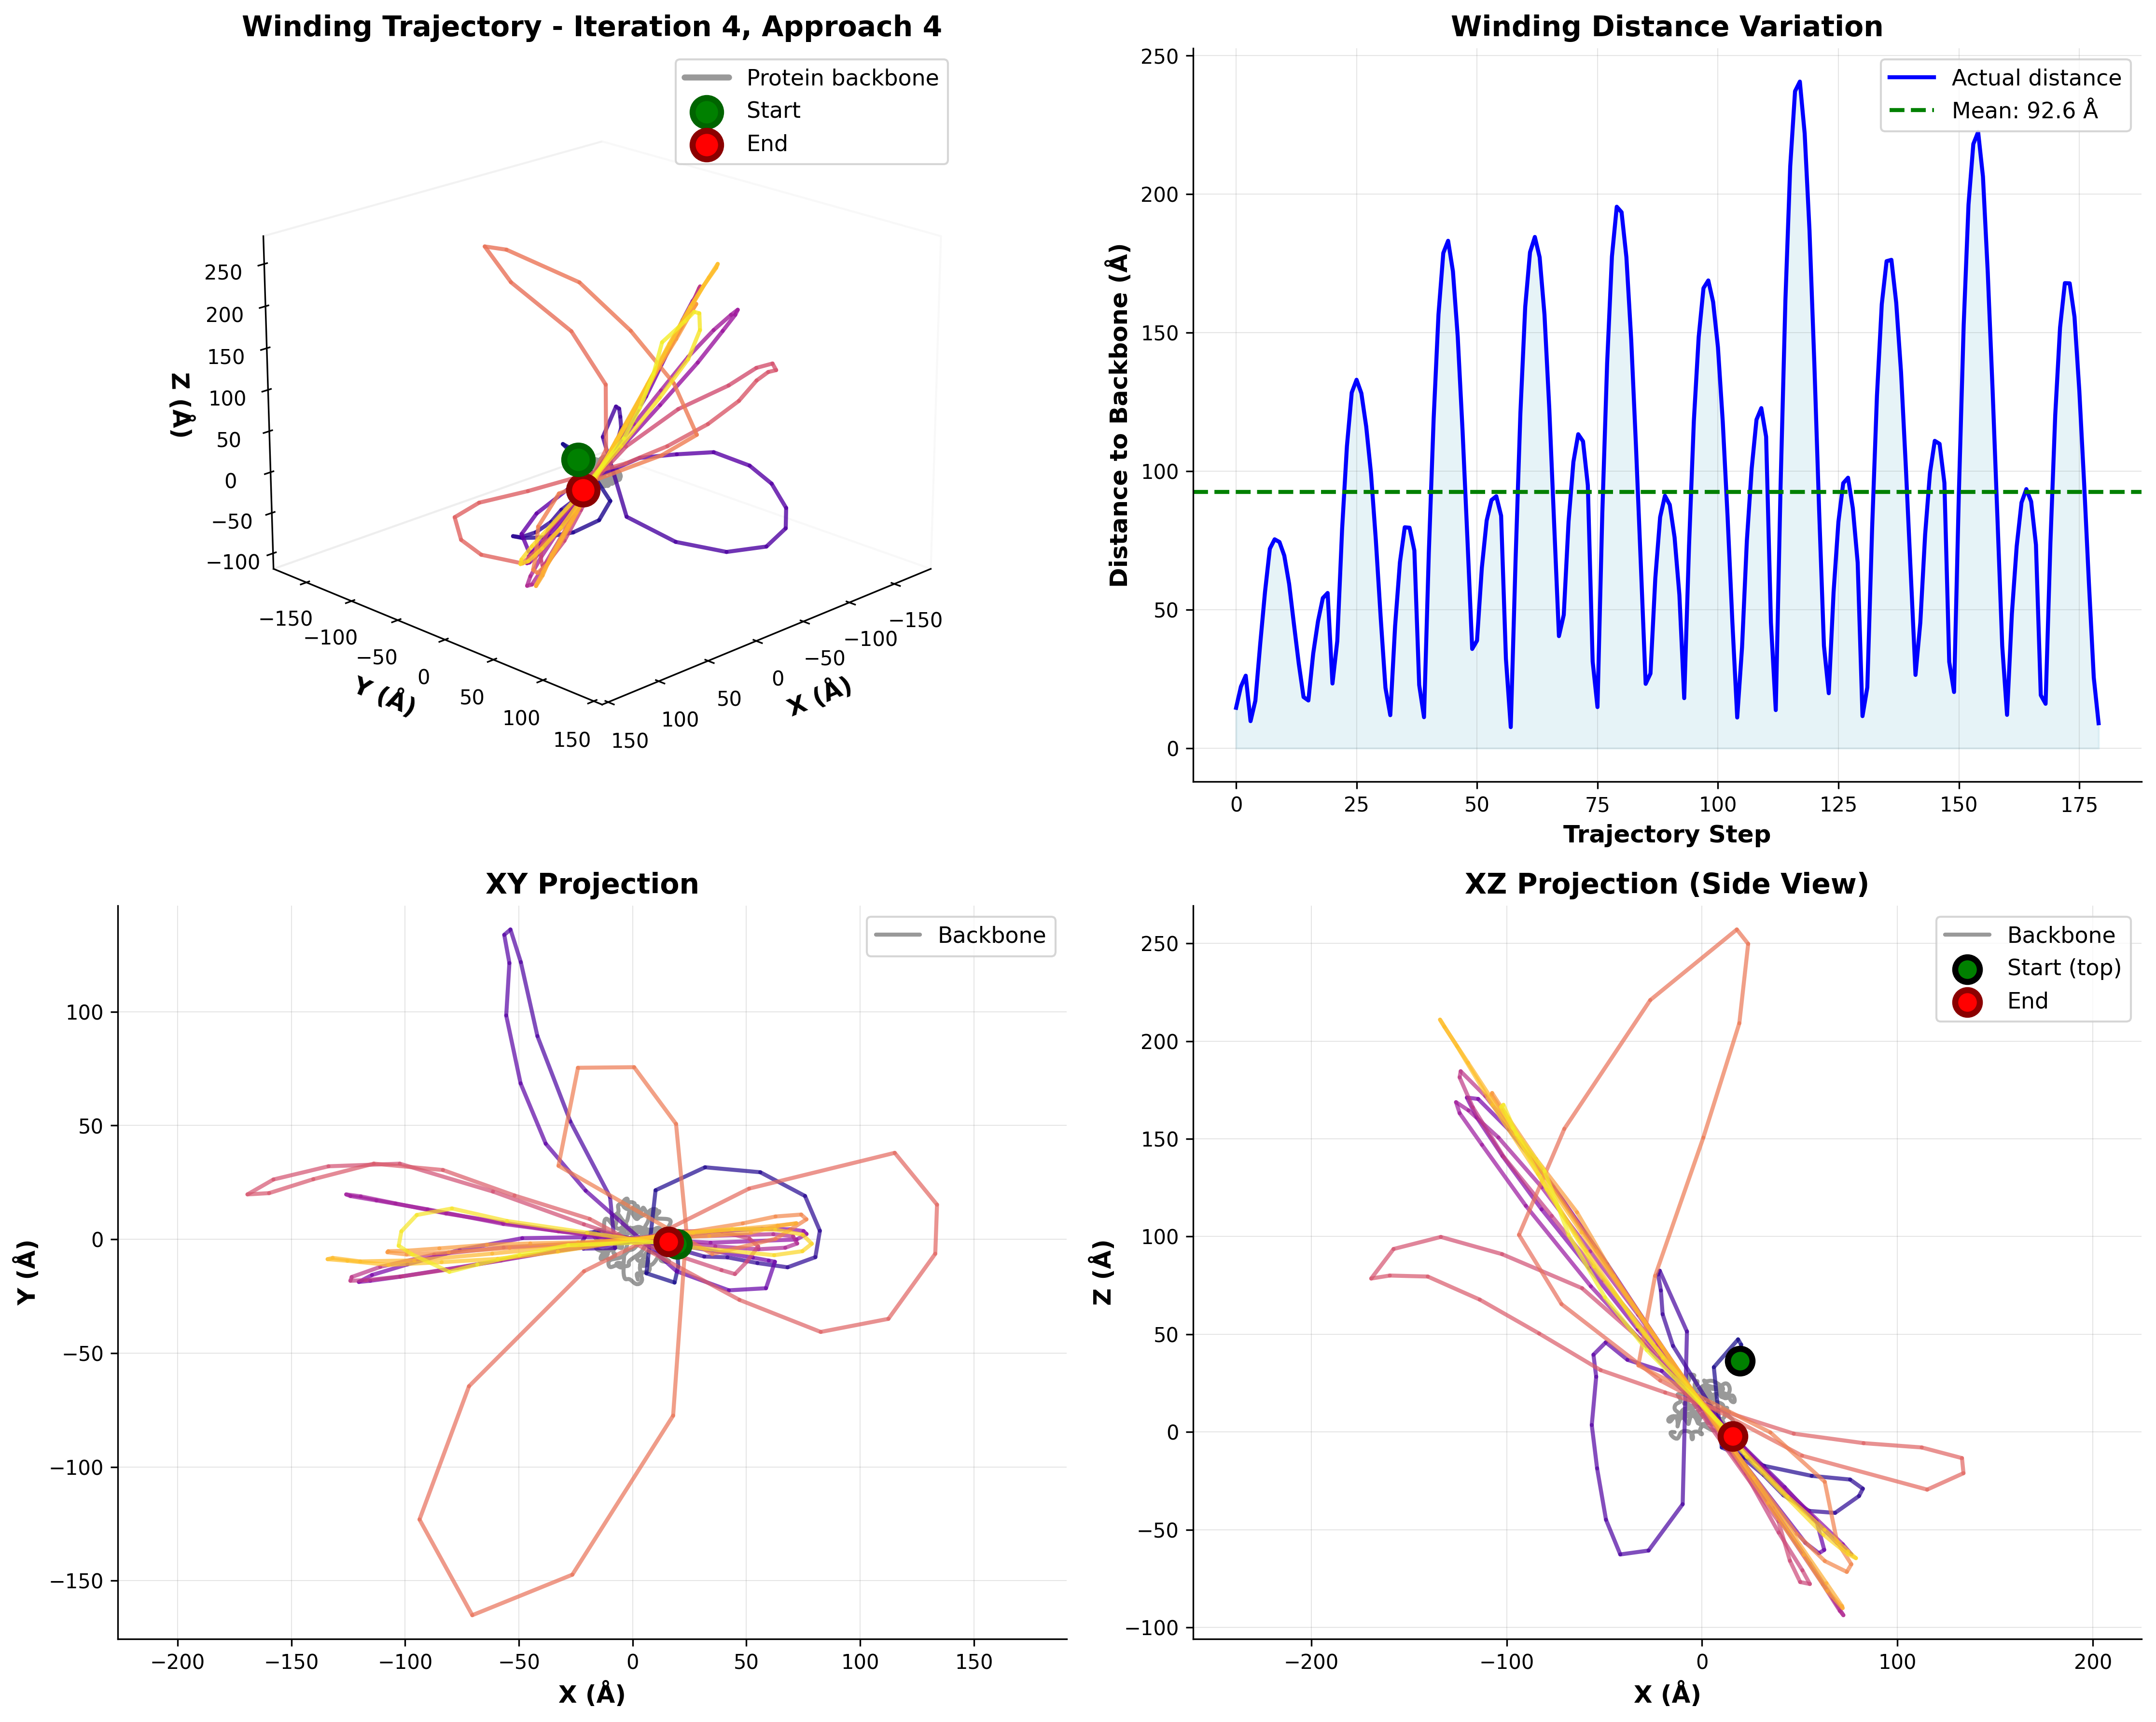 Winding Trajectory - Iteration 4, Approach 4
Protein backbone
Start
End
250
200
150
100
50
0
−50
−100
Z (Å)
−150
−100
−50
0
50
100
150
Y (Å)
150
100
50
0
−50
−100
−150
X (Å)
Winding Distance Variation
Actual distance
Mean: 92.6 Å
250
200
150
100
50
0
Distance to Backbone (Å)
0 25 50 75 100 125 150 175
Trajectory Step
XY Projection
Backbone
100
50
0
−50
−100
−150
Y (Å)
−200 −150 −100 −50 0 50 100 150
X (Å)
XZ Projection (Side View)
Backbone
Start (top)
End
250
200
150
100
50
0
−50
−100
Z (Å)
−200 −100 0 100 200
X (Å)